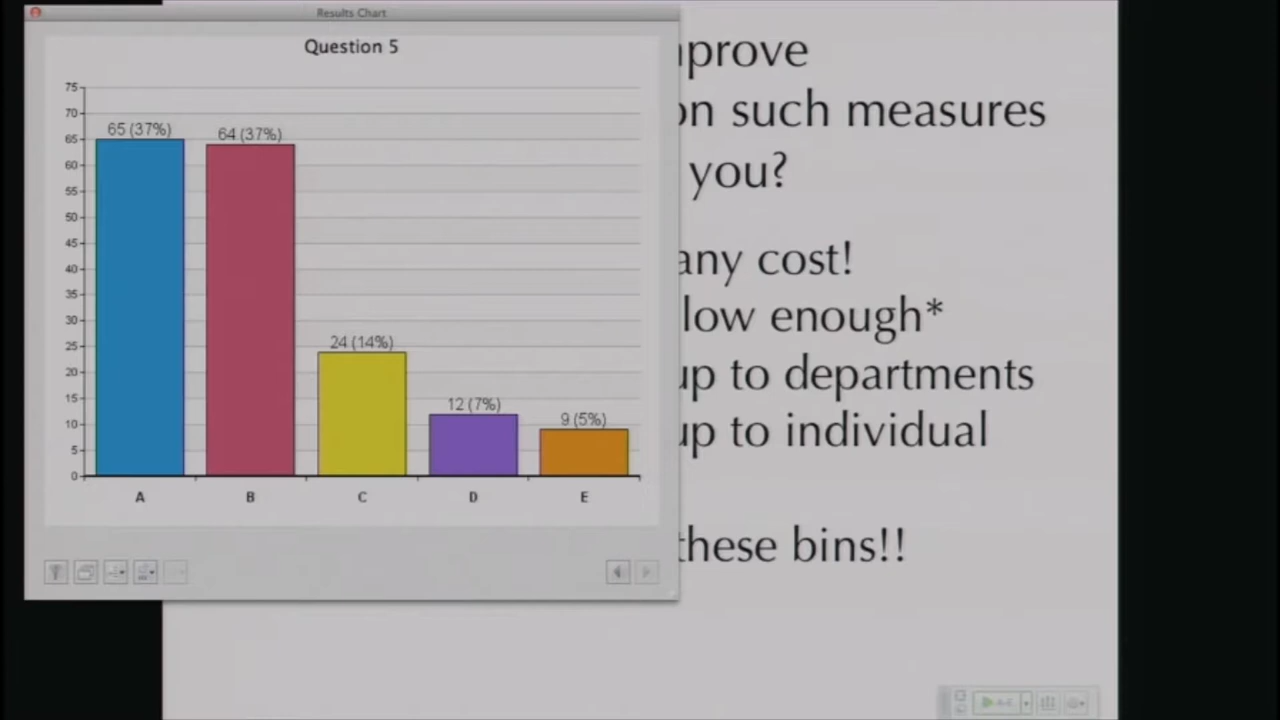 Results Chart
Question 5
75
70
65
60
55
50
45
40
35
30
25
20
15
10
5
0
65 (37%)
64 (37%)
24 (14%)
12 (7%)
9 (5%)
A
B
C
D
E
prove
on such measures
you?
any cost!
low enough*
up to departments
up to individual
these bins!!
A-E